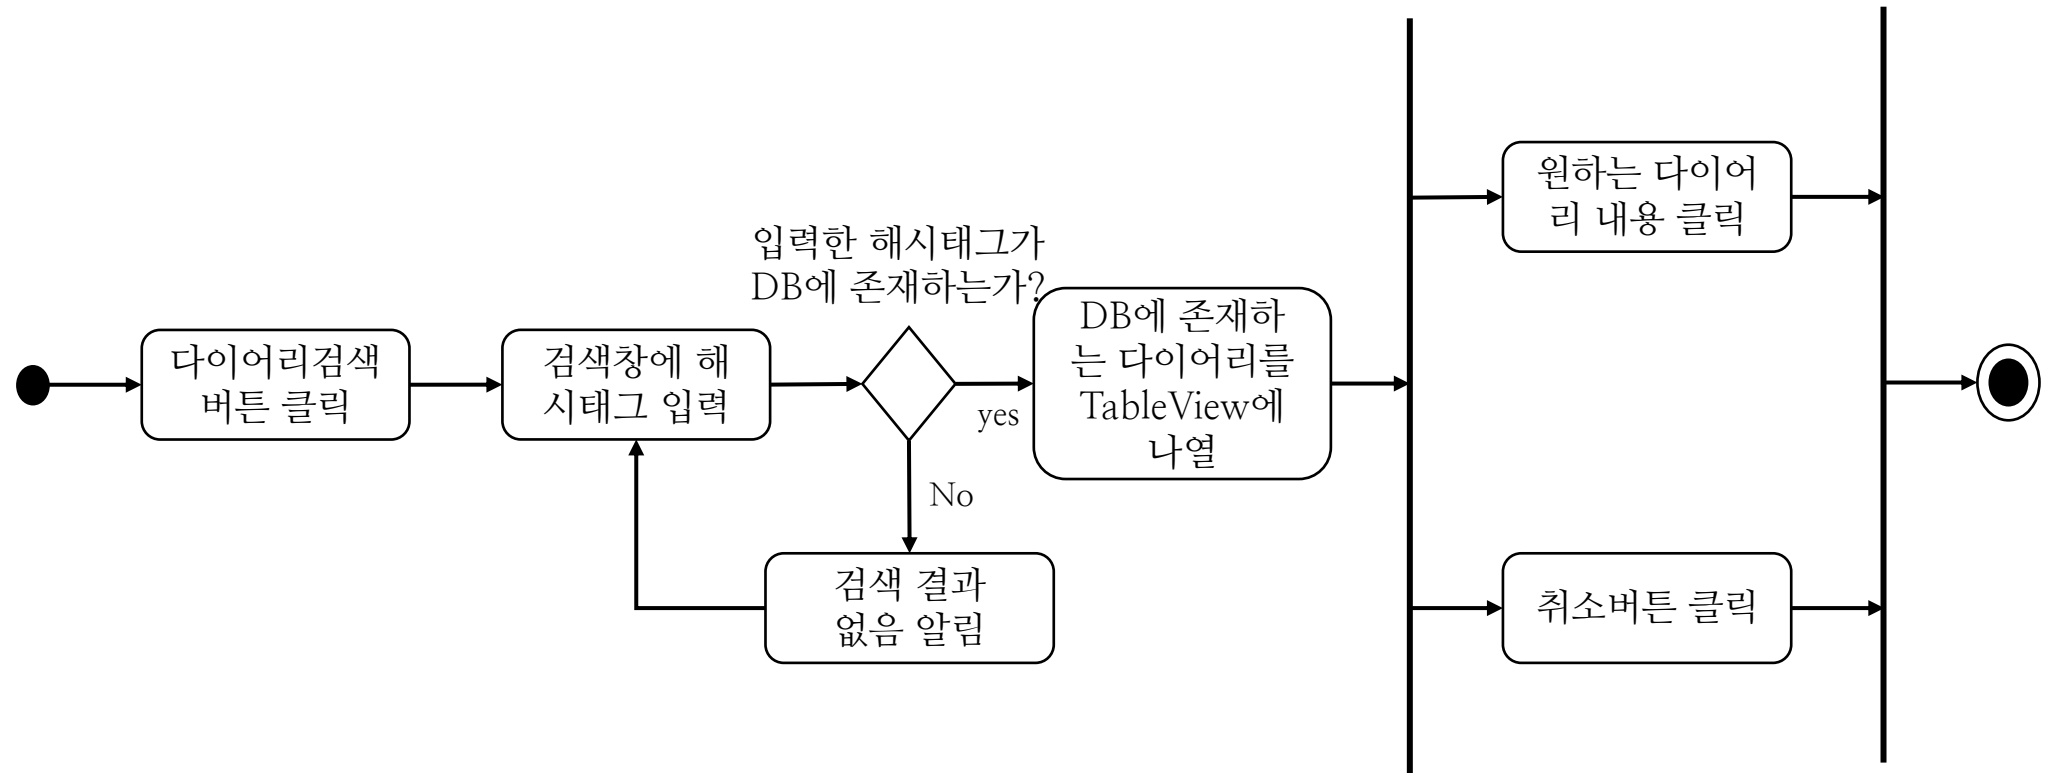 다이어리검색
버튼 클릭
검색창에 해
시태그 입력
입력한 해시태그가
DB에 존재하는가?
yes
No
검색 결과
없음 알림
DB에 존재하
는 다이어리를
TableView에
나열
원하는 다이어
리 내용 클릭
취소버튼 클릭